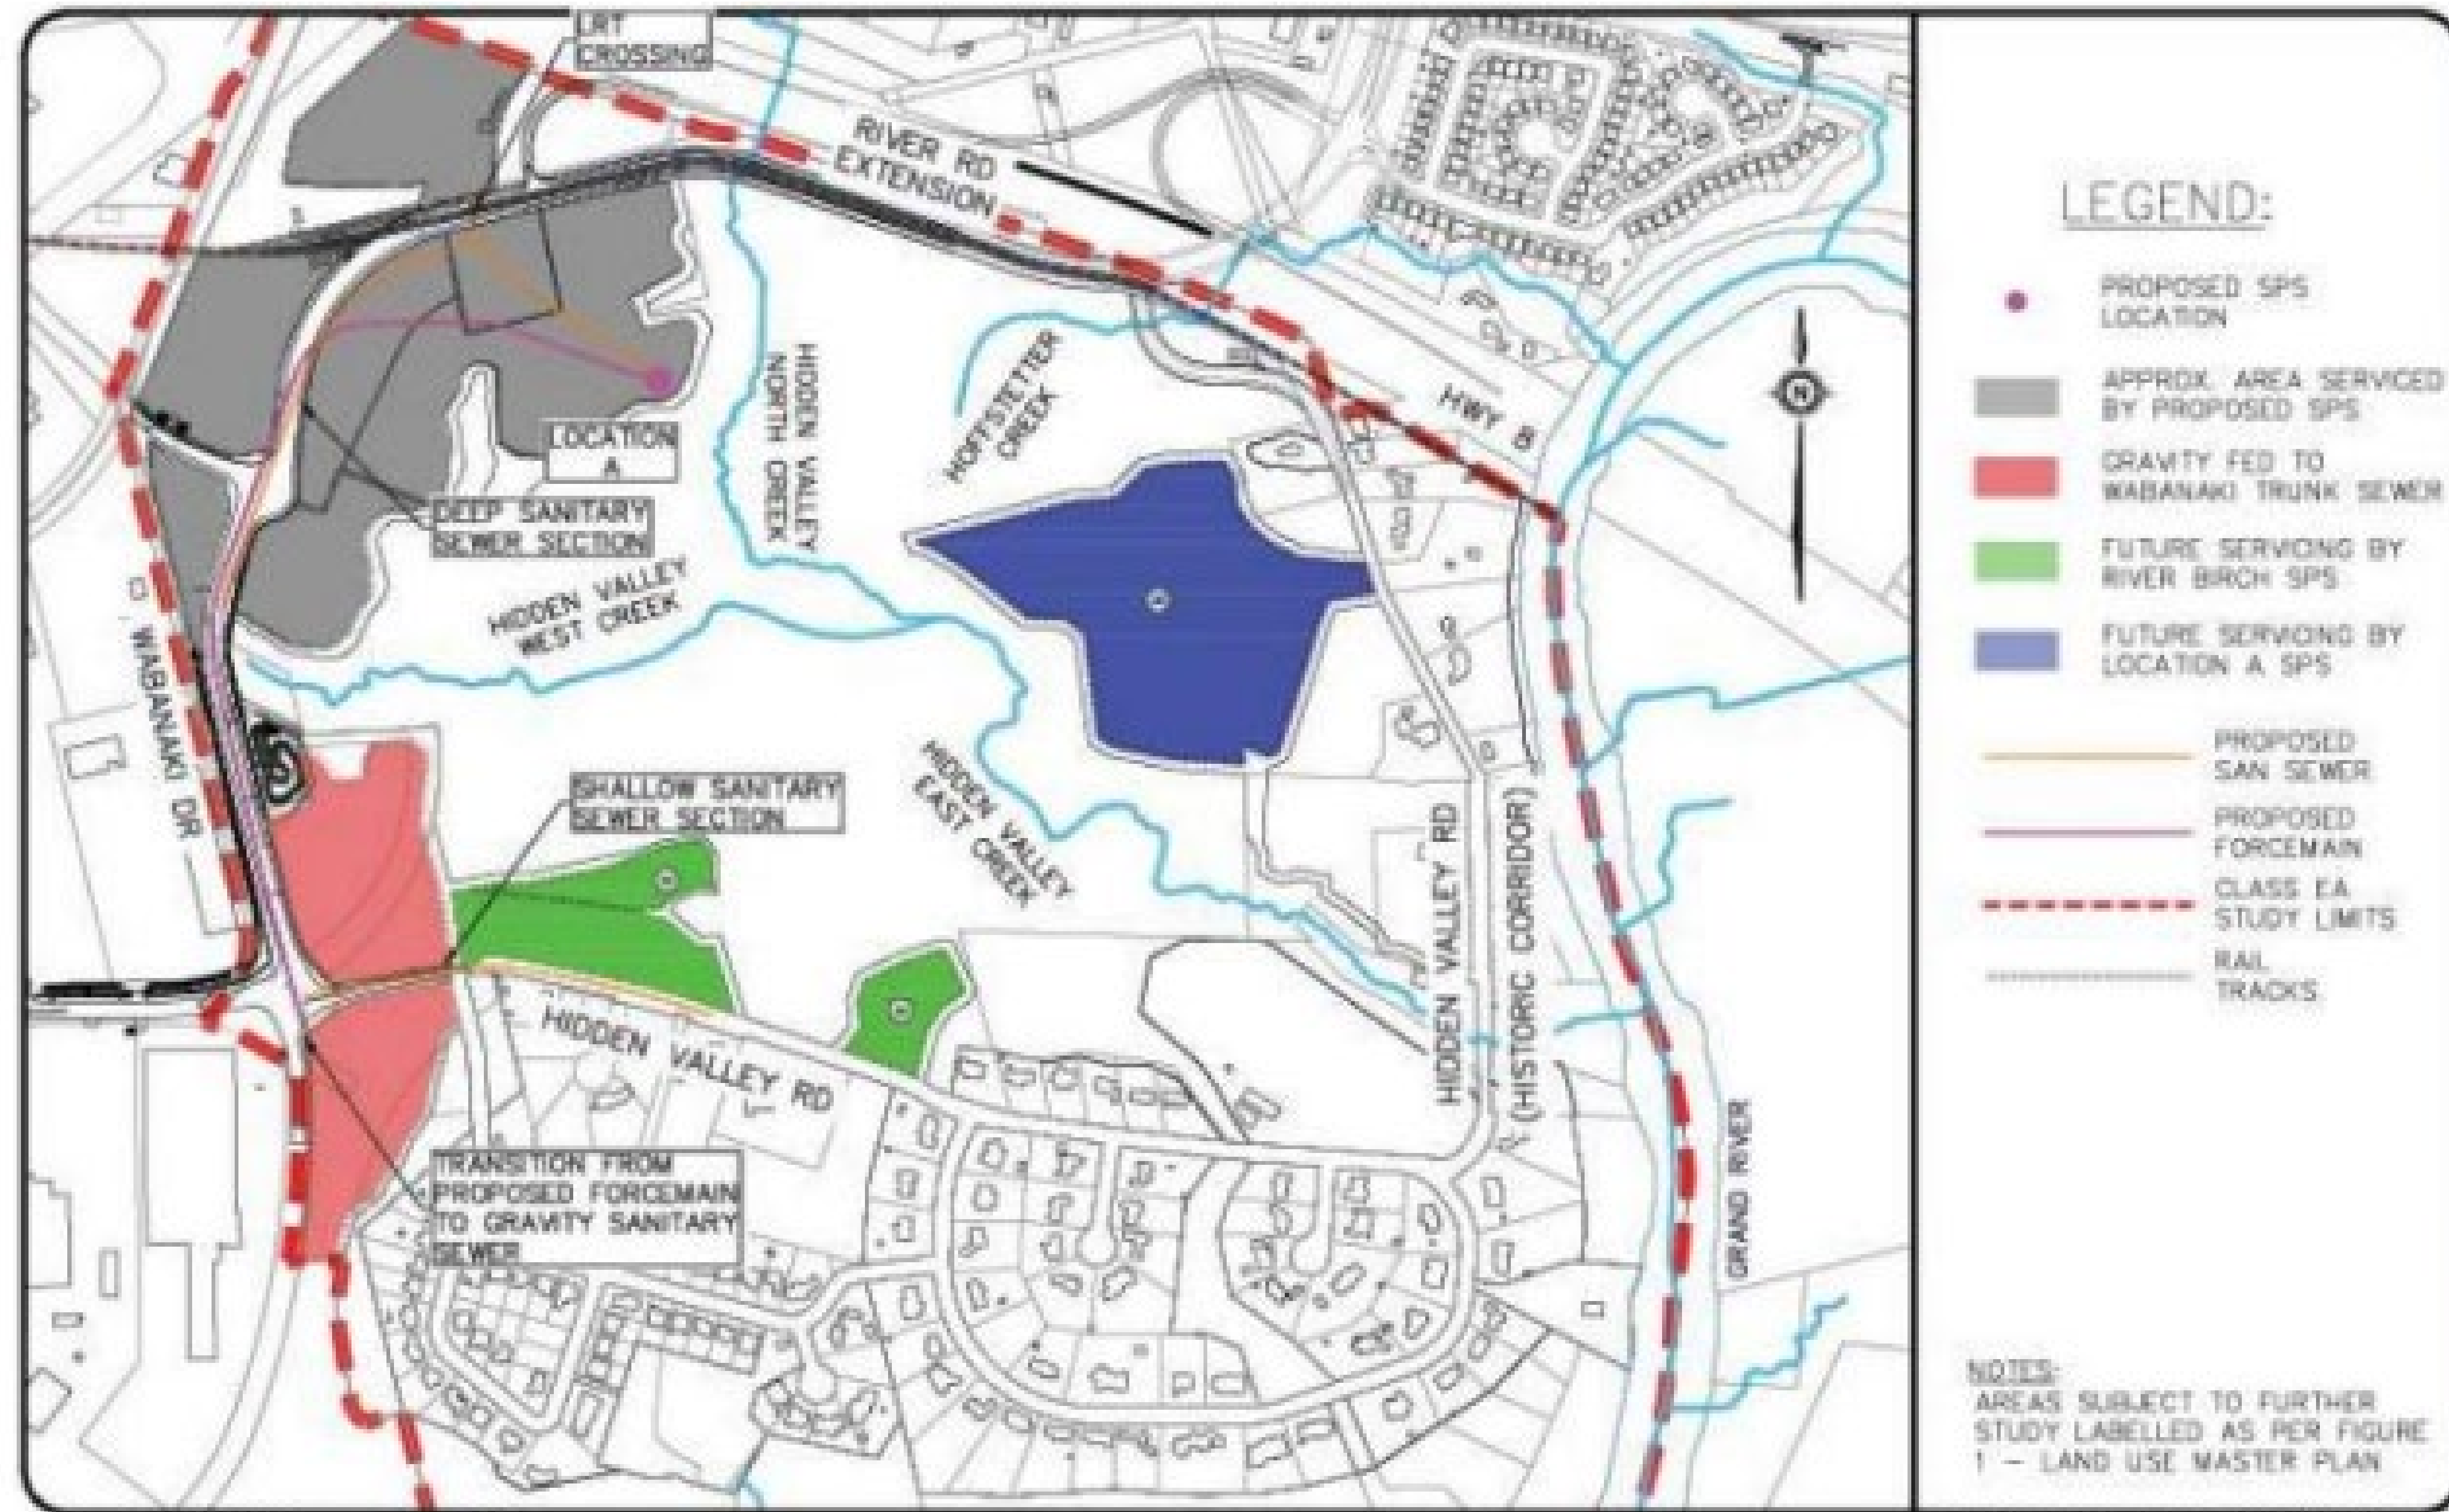 LRT
CROSSING
RIVER RD
EXTENSION
HIDDEN VALLEY
NORTH CREEK
HOFFSTETTER
CREEK
HWY 8
LOCATION
A
DEEP SANITARY
SEWER SECTION
HIDDEN VALLEY
WEST CREEK
WABANAKI DR
SHALLOW SANITARY
SEWER SECTION
HIDDEN VALLEY
EAST CREEK
HIDDEN VALLEY RD
(HISTORIC CORRIDOR)
HIDDEN VALLEY RD
TRANSITION FROM
PROPOSED FORCEMAIN
TO GRAVITY SANITARY
SEWER
GRAND RIVER
LEGEND:
PROPOSED SPS
LOCATION
APPROX. AREA SERVICED
BY PROPOSED SPS
GRAVITY FED TO
WABANAKI TRUNK SEWER
FUTURE SERVICING BY
RIVER BIRCH SPS
FUTURE SERVICING BY
LOCATION A SPS
PROPOSED
SAN SEWER
PROPOSED
FORCEMAIN
CLASS EA
STUDY LIMITS
RAIL
TRACKS
NOTES:
AREAS SUBJECT TO FURTHER
STUDY LABELLED AS PER FIGURE
1 - LAND USE MASTER PLAN